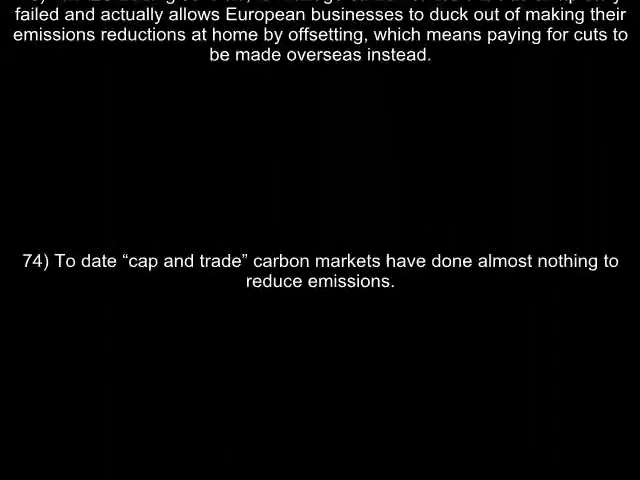 failed and actually allows European businesses to duck out of making their
emissions reductions at home by offsetting, which means paying for cuts to
be made overseas instead.
74) To date “cap and trade” carbon markets have done almost nothing to
reduce emissions.